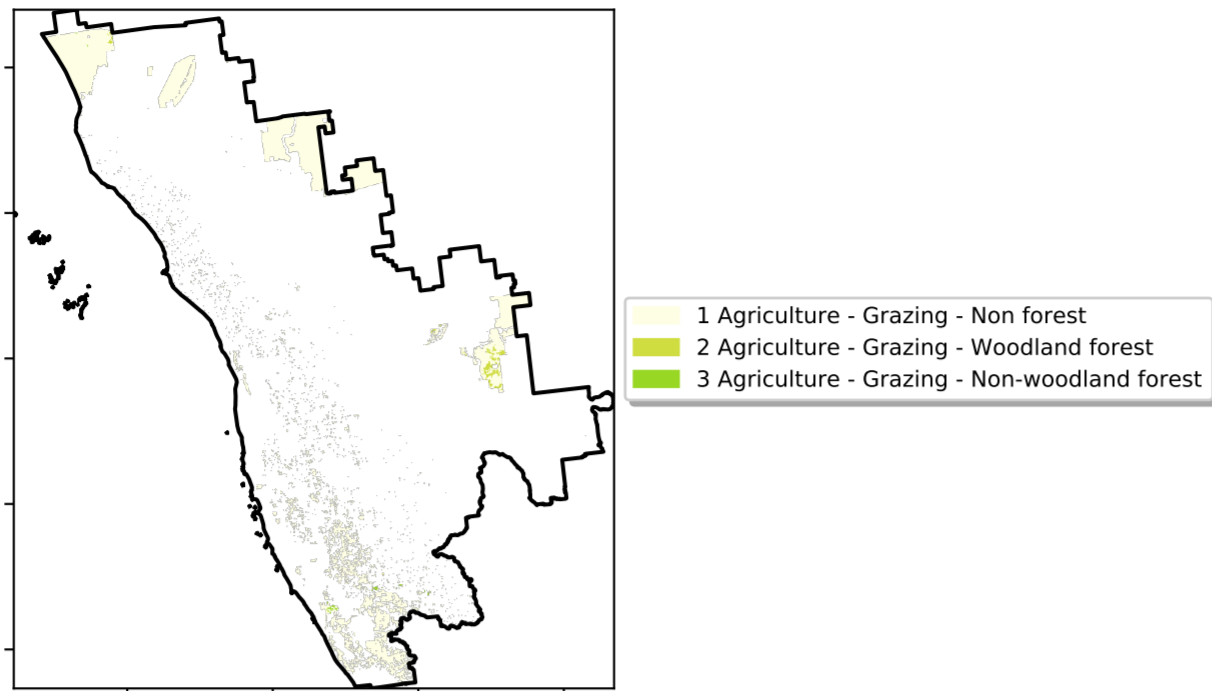 1 Agriculture - Grazing - Non forest
2 Agriculture - Grazing - Woodland forest
3 Agriculture - Grazing - Non-woodland forest